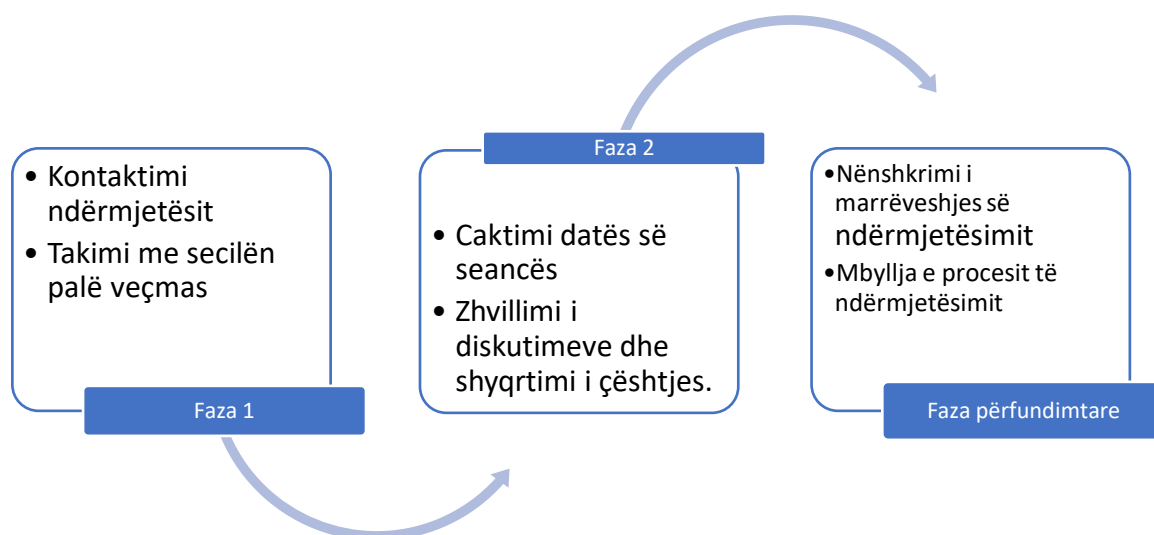 • Kontaktimi
ndërmjetësit
• Takimi me secilën
palë veçmas
Faza 1
Faza 2
• Caktimi datës së
seancës
• Zhvillimi i
diskutimeve dhe
shyqrtimi i çështjes.
•Nënshkrimi i
marrëveshjes së
ndërmjetësimit
•Mbyllja e procesit të
ndërmjetësimit
Faza përfundimtare